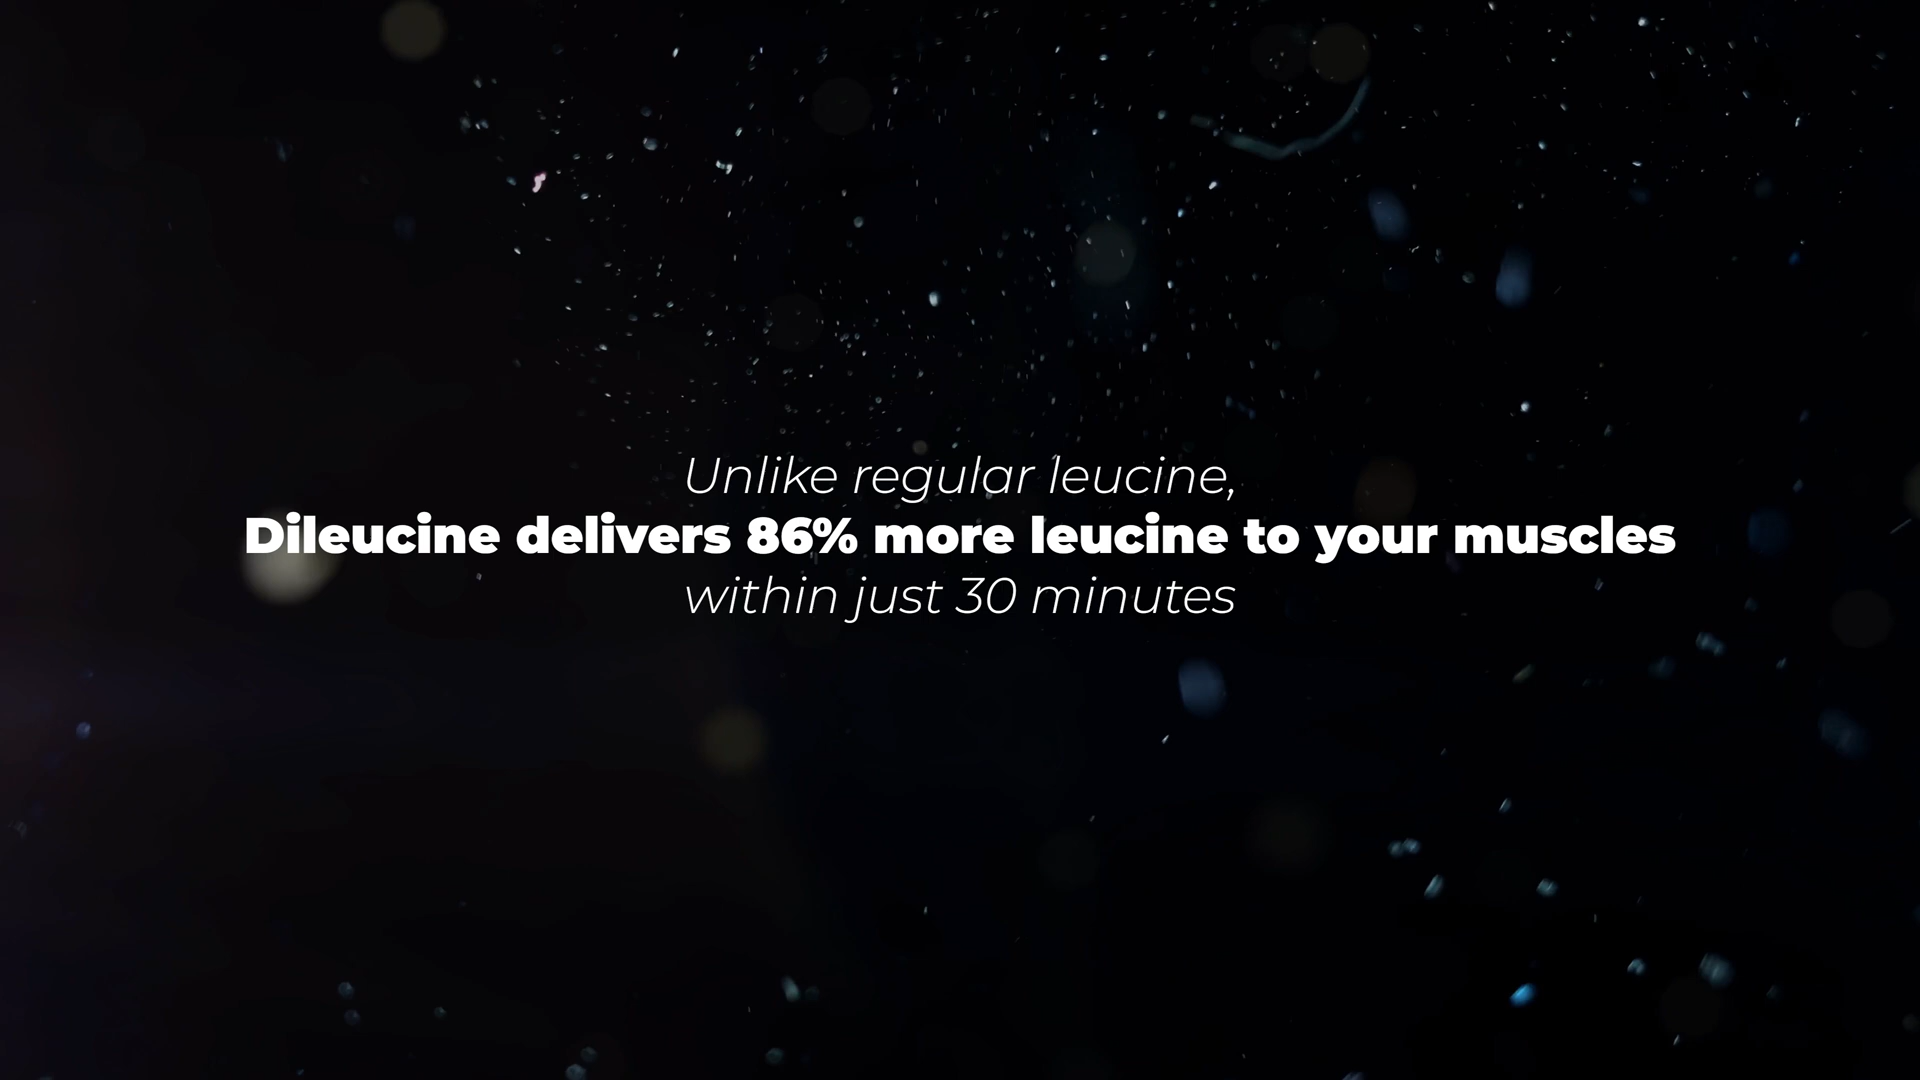 Unlike regular leucine,
Dileucine delivers 86% more leucine to your muscles
within just 30 minutes